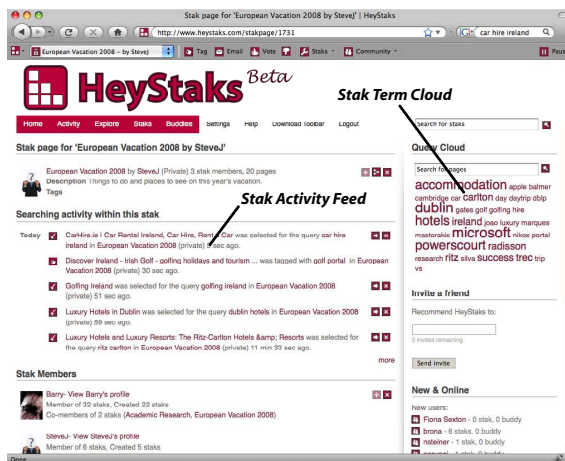 Stak page for 'European Vacation 2008 by SteveJ' | HeyStaks
http://www.heystaks.com/stakpage/1731
car hire ireland
European Vacation 2008 – by SteveJ
Tag
Email
Vote
Staks
Community
Paus
HeyStaks Beta
Stak Term Cloud
Home Activity Explore Staks Buddies Settings Help Download Toolbar Logout
Search for staks
Stak page for 'European Vacation 2008 by SteveJ'
European Vacation 2008 by SteveJ (Private) 3 stak members, 20 pages
Description Things to do and places to see on this year's vacation.
Tags
Stak Activity Feed
Searching activity within this stak
Today
CarHire.ie | Car Rental Ireland, Car Hire, Rent a Car was selected for the query car hire
ireland in European Vacation 2008 (private) 5 sec ago.
Discover Ireland - Irish Golf - golfing holidays and tourism ... was tagged with golf portal in European
Vacation 2008 (private) 30 sec ago.
Golfing Ireland was selected for the query golfing ireland in European Vacation 2008
(private) 51 sec ago.
Luxury Hotels in Dublin was selected for the query dublin hotels in European Vacation 2008
(private) 59 sec ago.
Luxury Hotels and Luxury Resorts: The Ritz-Carlton Hotels &amp; Resorts was selected for
the query ritz carlton in European Vacation 2008 (private) 11 min 33 sec ago.
more
Stak Members
Barry- View Barry's profile
Member of 32 staks, Created 22 staks
Co-members of 2 staks (Academic Research, European Vacation 2008)
SteveJ- View SteveJ's profile
Member of 6 staks, Created 5 staks
Query Cloud
Search for pages
accommodation apple balmer
cambridge car carlton day daytrip dblp
dublin gates golf golfing hire
hotels ireland joao luxury marques
mastorakis microsoft nikos portal
powerscourt radisson
research ritz silva success trec trip
vs
Invite a friend
Recommend HeyStaks to:
5 invites remaining
Send invite
New & Online
New users:
Fiona Sexton - 0 stak, 0 buddy
brona - 6 staks, 0 buddy
nsteiner - 1 stak, 0 buddy
1 stak, 0 buddy
Done